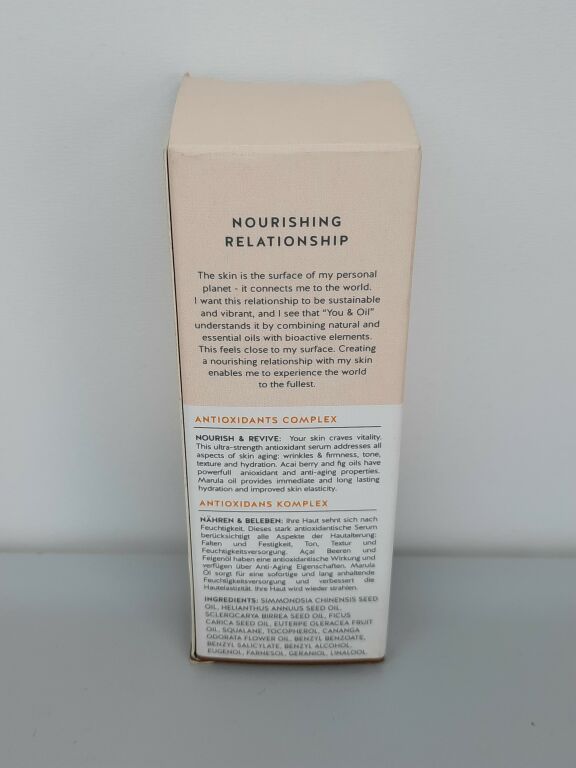 NOURISHING
RELATIONSHIP
The skin is the surface of my personal
planet - it connects me to the world.
I want this relationship to be sustainable
and vibrant, and I see that "You & Oil"
understands it by combining natural and
essential oils with bioactive elements.
This feels close to my surface. Creating
a nourishing relationship with my skin
enables me to experience the world
to the fullest.
ANTIOXIDANTS COMPLEX
NOURISH & REVIVE: Your skin craves vitality.
This ultra-strength antioxidant serum addresses all
aspects of skin aging: wrinkles & firmness, tone,
texture and hydration. Acai berry and fig oils have
powerfull anioxidant and anti-aging properties.
Marula oil provides immediate and long lasting
hydration and improved skin elasticity.
ANTIOXIDANS KOMPLEX
NÄHREN & BELEBEN: Ihre Haut sehnt sich nach
Feuchtigkeit. Dieses stark antioxidantische Serum
berücksichtigt alle Aspekte der Hautalterung:
Falten und Festigkeit, Ton, Textur und
Feuchtigkeitsversorgung. Açai Beeren und
Feigenöl haben eine antioxidantische Wirkung und
verfügen über Anti-Aging Eigenschaften. Marula
Öl sorgt für eine sofortige und lang anhaltende
Feuchtigkeitsversorgung und verbessert die
Hautelastizität. Ihre Haut wird wieder strahlen.
INGREDIENTS: SIMMONDSIA CHINENSIS SEED
OIL, HELIANTHUS ANNUUS SEED OIL,
SCLEROCARYA BIRREA SEED OIL, FICUS
CARICA SEED OIL, EUTERPE OLERACEA FRUIT
OIL, SQUALANE, TOCOPHEROL, CANANGA
ODORATA FLOWER OIL, BENZYL BENZOATE,
BENZYL SALICYLATE, BENZYL ALCOHOL,
EUGENOL, FARNESOL, GERANIOL, LINALOOL.